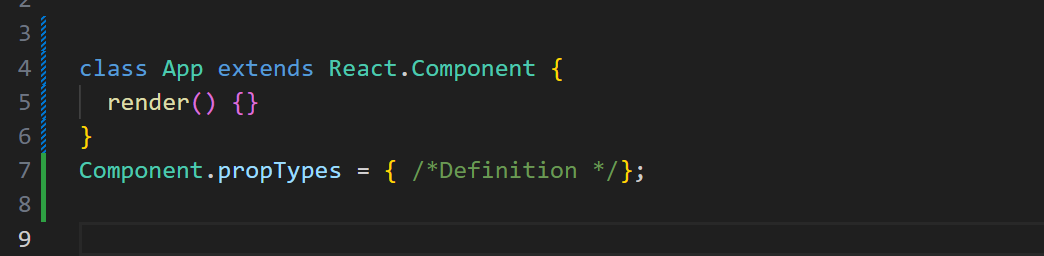 2
3
4 class App extends React.Component {
5 render() {}
6 }
7 Component.propTypes = { /*Definition */};
8
9